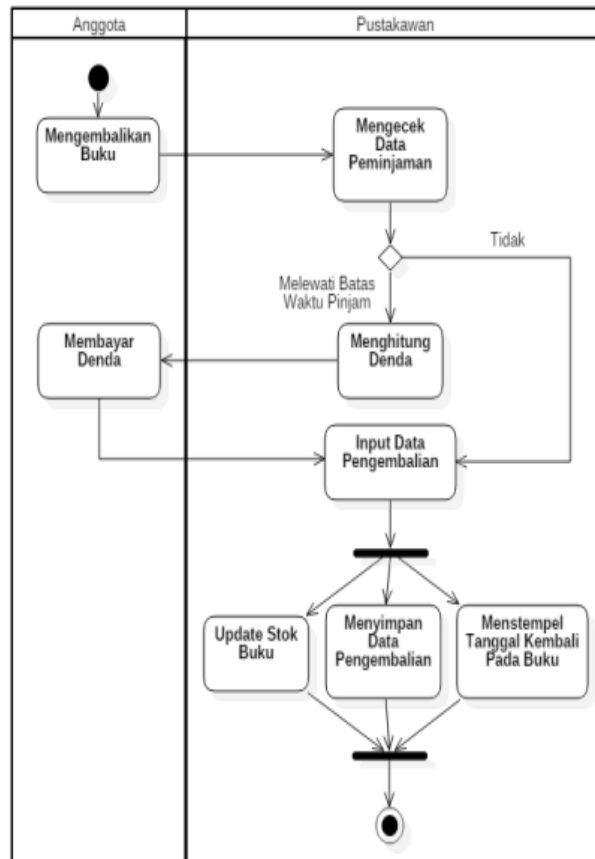 Anggota
Pustakawan
Mengembalikan
Buku
Mengecek
Data
Peminjaman
Tidak
Melewati Batas
Waktu Pinjam
Membayar
Denda
Menghitung
Denda
Input Data
Pengembalian
Update Stok
Buku
Menyimpan
Data
Pengembalian
Menstempel
Tanggal Kembali
Pada Buku